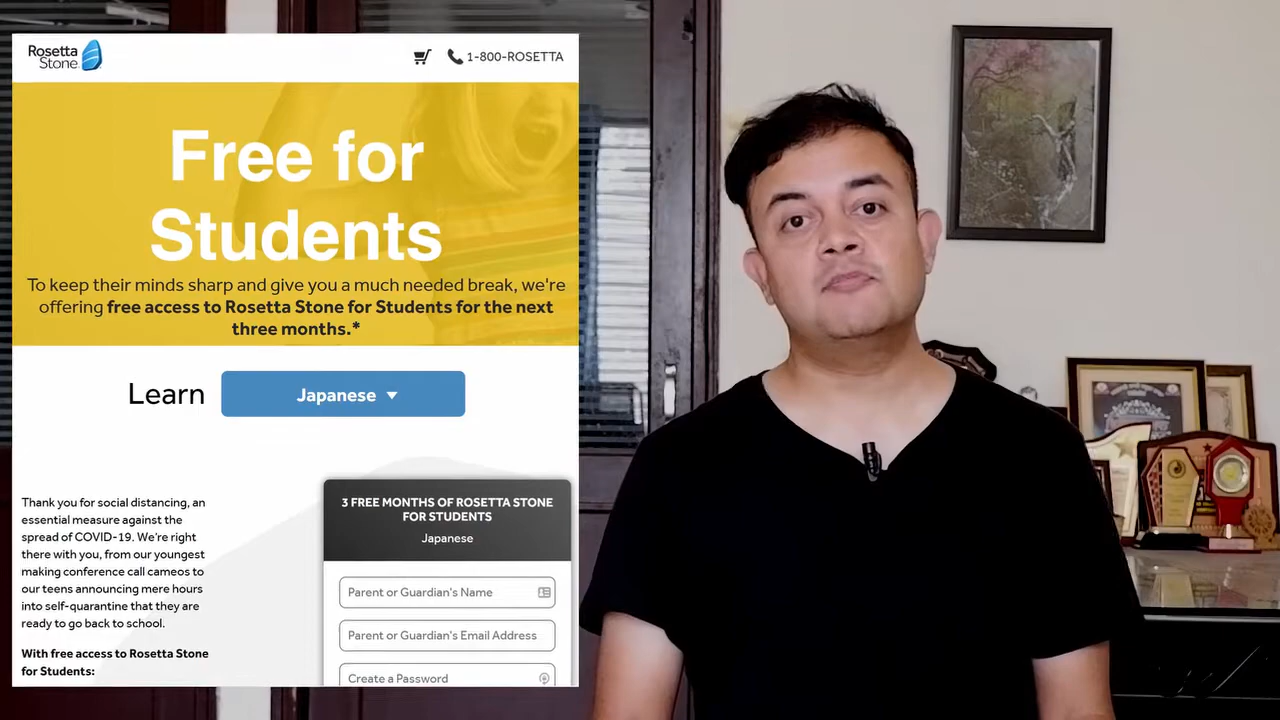 Rosetta
Stone
1-800-ROSETTA
Free for
Students
To keep their minds sharp and give you a much needed break, we're
offering free access to Rosetta Stone for Students for the next
three months.*
Learn
Japanese
Thank you for social distancing, an
essential measure against the
spread of COVID-19. We're right
there with you, from our youngest
making conference call cameos to
our teens announcing mere hours
into self-quarantine that they are
ready to go back to school.
With free access to Rosetta Stone
for Students:
3 FREE MONTHS OF ROSETTA STONE
FOR STUDENTS
Japanese
Parent or Guardian's Name
Parent or Guardian's Email Address
Create a Password